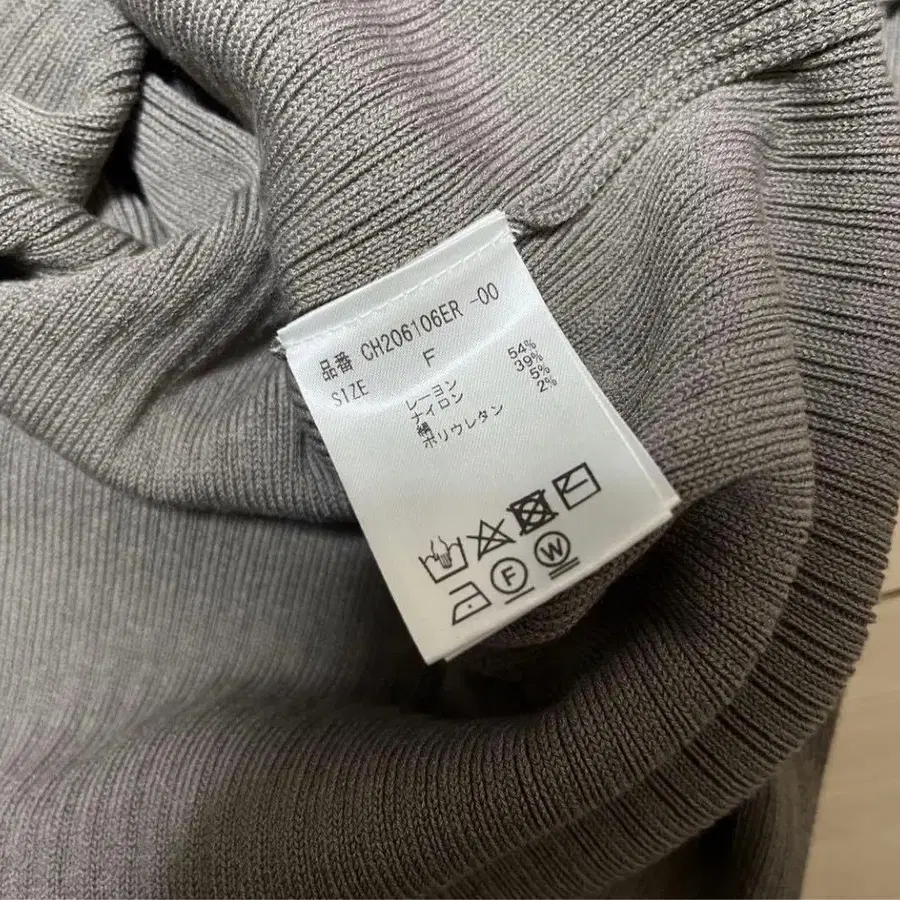 品番 CH206106ER -00
SIZE F
レーヨン 54%
ナイロン 39%
絹 5%
ポリウレタン 2%
F W